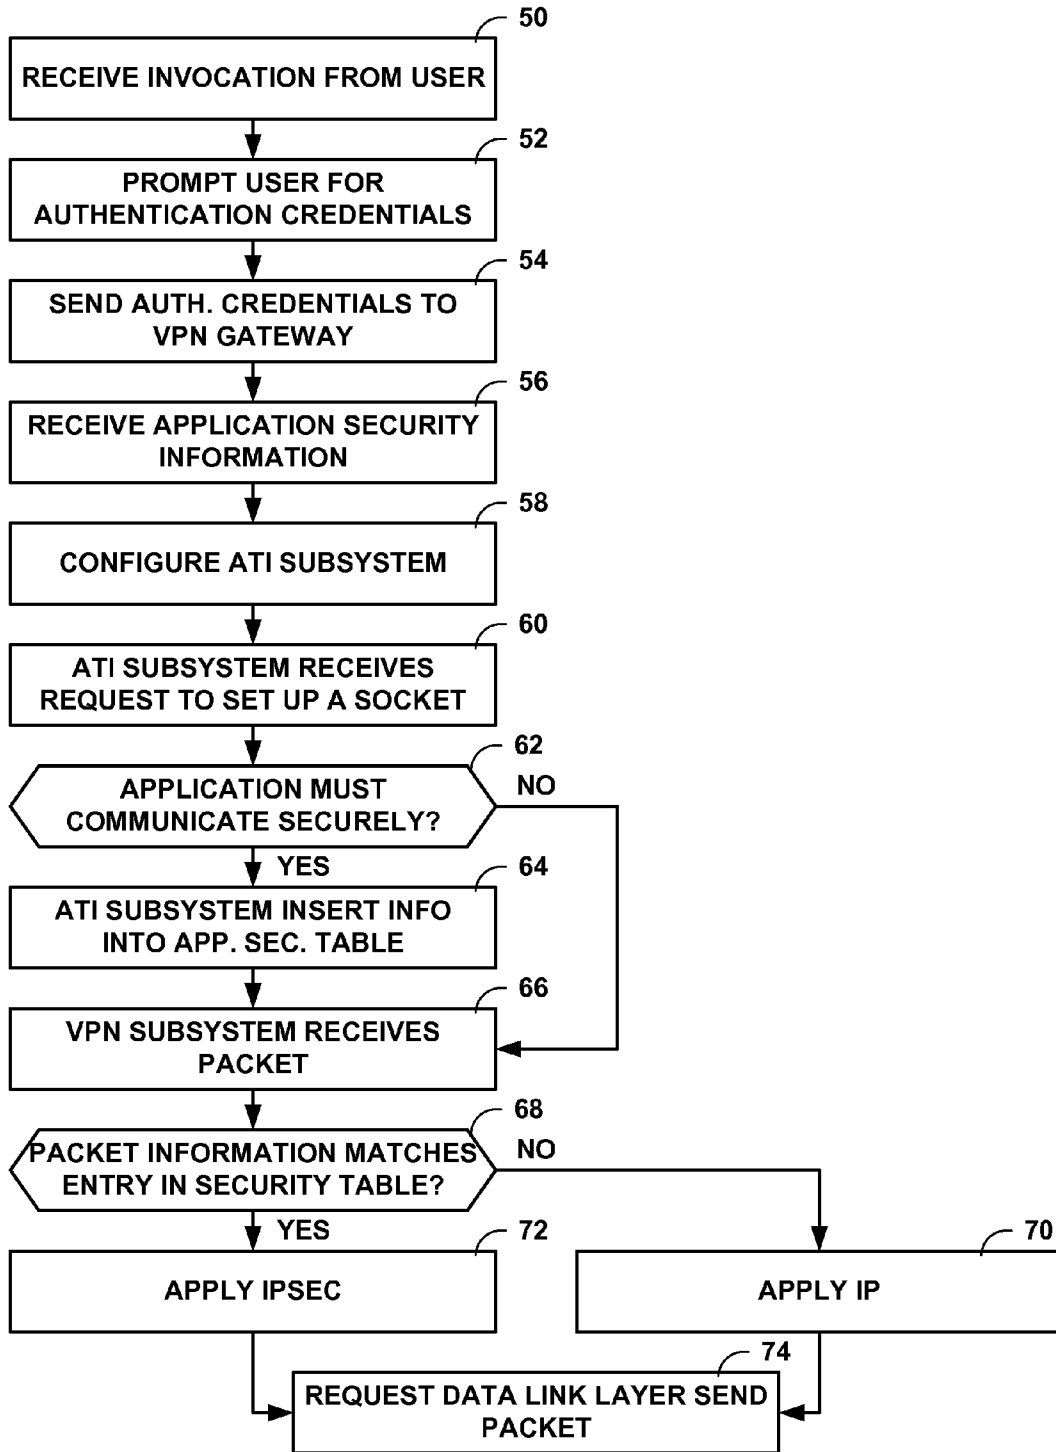 50
RECEIVE INVOCATION FROM USER
52
PROMPT USER FOR
AUTHENTICATION CREDENTIALS
54
SEND AUTH. CREDENTIALS TO
VPN GATEWAY
56
RECEIVE APPLICATION SECURITY
INFORMATION
58
CONFIGURE ATI SUBSYSTEM
60
ATI SUBSYSTEM RECEIVES
REQUEST TO SET UP A SOCKET
62
APPLICATION MUST
COMMUNICATE SECURELY?
NO
YES
64
ATI SUBSYSTEM INSERT INFO
INTO APP. SEC. TABLE
66
VPN SUBSYSTEM RECEIVES
PACKET
68
PACKET INFORMATION MATCHES
ENTRY IN SECURITY TABLE?
NO
YES
72
APPLY IPSEC
70
APPLY IP
74
REQUEST DATA LINK LAYER SEND
PACKET